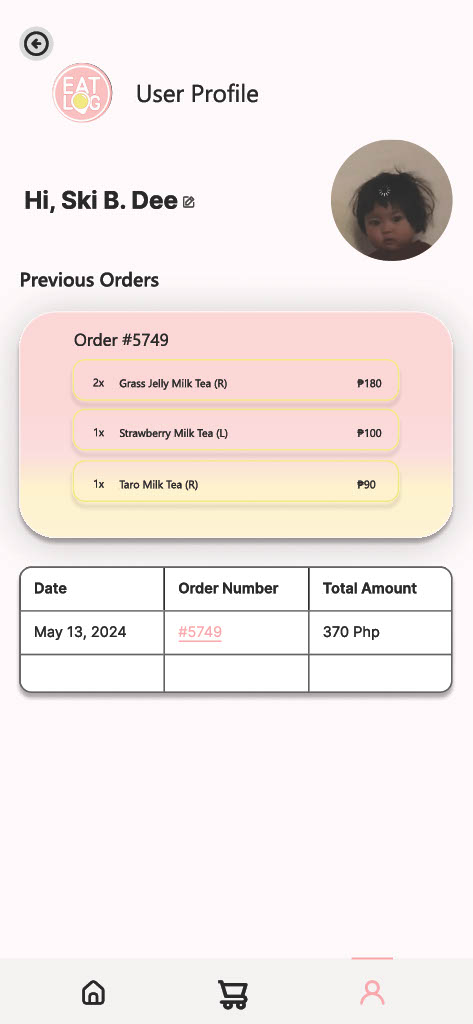 EAT
LOG
User Profile
Hi, Ski B. Dee
Previous Orders
Order #5749
2x Grass Jelly Milk Tea (R) ₱180
1x Strawberry Milk Tea (L) ₱100
1x Taro Milk Tea (R) ₱90
Date Order Number Total Amount
May 13, 2024 #5749 370 Php